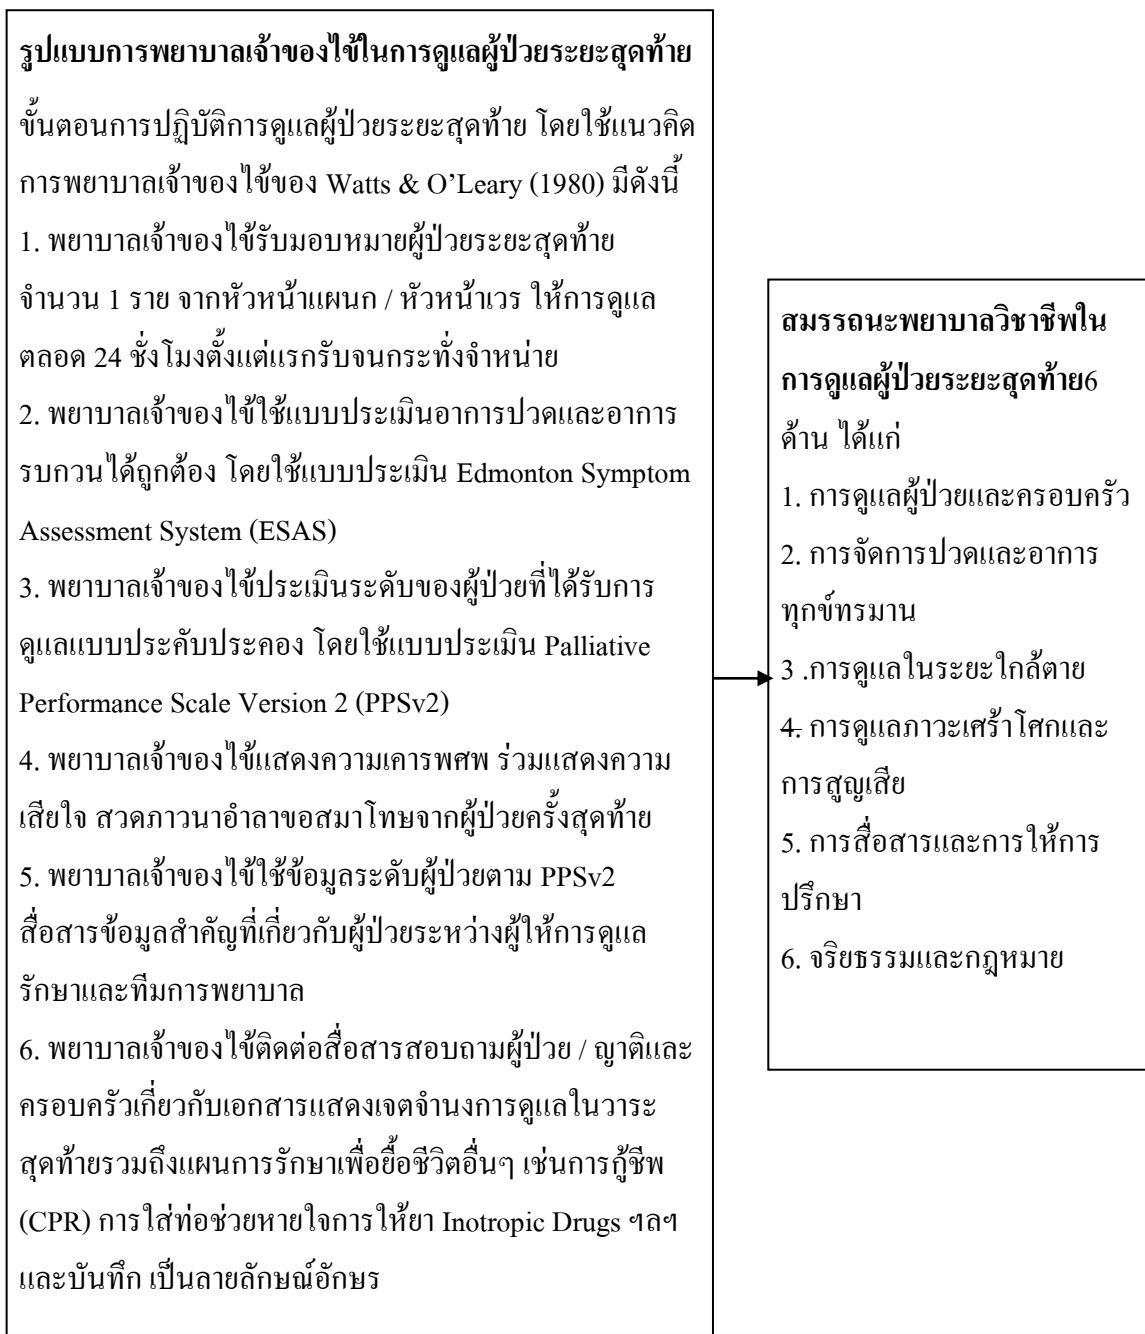 รูปแบบการพยาบาลเจ้าของไข้ในการดูแลผู้ป่วยระยะสุดท้าย
ขั้นตอนการปฏิบัติการดูแลผู้ป่วยระยะสุดท้าย โดยใช้แนวคิด
การพยาบาลเจ้าของไข้ของ Watts & O’Leary (1980) มีดังนี้
1. พยาบาลเจ้าของไข้รับมอบหมายผู้ป่วยระยะสุดท้าย
จำนวน 1 ราย จากหัวหน้าแผนก / หัวหน้าเวร ให้การดูแล
ตลอด 24 ชั่วโมงตั้งแต่แรกรับจนกระทั่งจำหน่าย
2. พยาบาลเจ้าของไข้ใช้แบบประเมินอาการปวดและอาการ
รบกวนได้ถูกต้อง โดยใช้แบบประเมิน Edmonton Symptom
Assessment System (ESAS)
3. พยาบาลเจ้าของไข้ประเมินระดับของผู้ป่วยที่ได้รับการ
ดูแลแบบประคับประคอง โดยใช้แบบประเมิน Palliative
Performance Scale Version 2 (PPSv2)
4. พยาบาลเจ้าของไข้แสดงความเคารพศพ ร่วมแสดงความ
เสียใจ สวดภาวนาอำลาขอสมาโทษจากผู้ป่วยครั้งสุดท้าย
5. พยาบาลเจ้าของไข้ใช้ข้อมูลระดับผู้ป่วยตาม PPSv2
สื่อสารข้อมูลสำคัญที่เกี่ยวกับผู้ป่วยระหว่างผู้ให้การดูแล
รักษาและทีมการพยาบาล
6. พยาบาลเจ้าของไข้ติดต่อสื่อสารสอบถามผู้ป่วย / ญาติและ
ครอบครัวเกี่ยวกับเอกสารแสดงเจตจำนงการดูแลในวาระ
สุดท้ายรวมถึงแผนการรักษาเพื่อยื้อชีวิตอื่นๆ เช่นการกู้ชีพ
(CPR) การใส่ท่อช่วยหายใจการให้ยา Inotropic Drugs ฯลฯ
และบันทึก เป็นลายลักษณ์อักษร
สมรรถนะพยาบาลวิชาชีพใน
การดูแลผู้ป่วยระยะสุดท้าย6
ด้าน ได้แก่
1. การดูแลผู้ป่วยและครอบครัว
2. การจัดการปวดและอาการ
ทุกข์ทรมาน
3 .การดูแลในระยะใกล้ตาย
4. การดูแลภาวะเศร้าโศกและ
การสูญเสีย
5. การสื่อสารและการให้การ
ปรึกษา
6. จริยธรรมและกฎหมาย